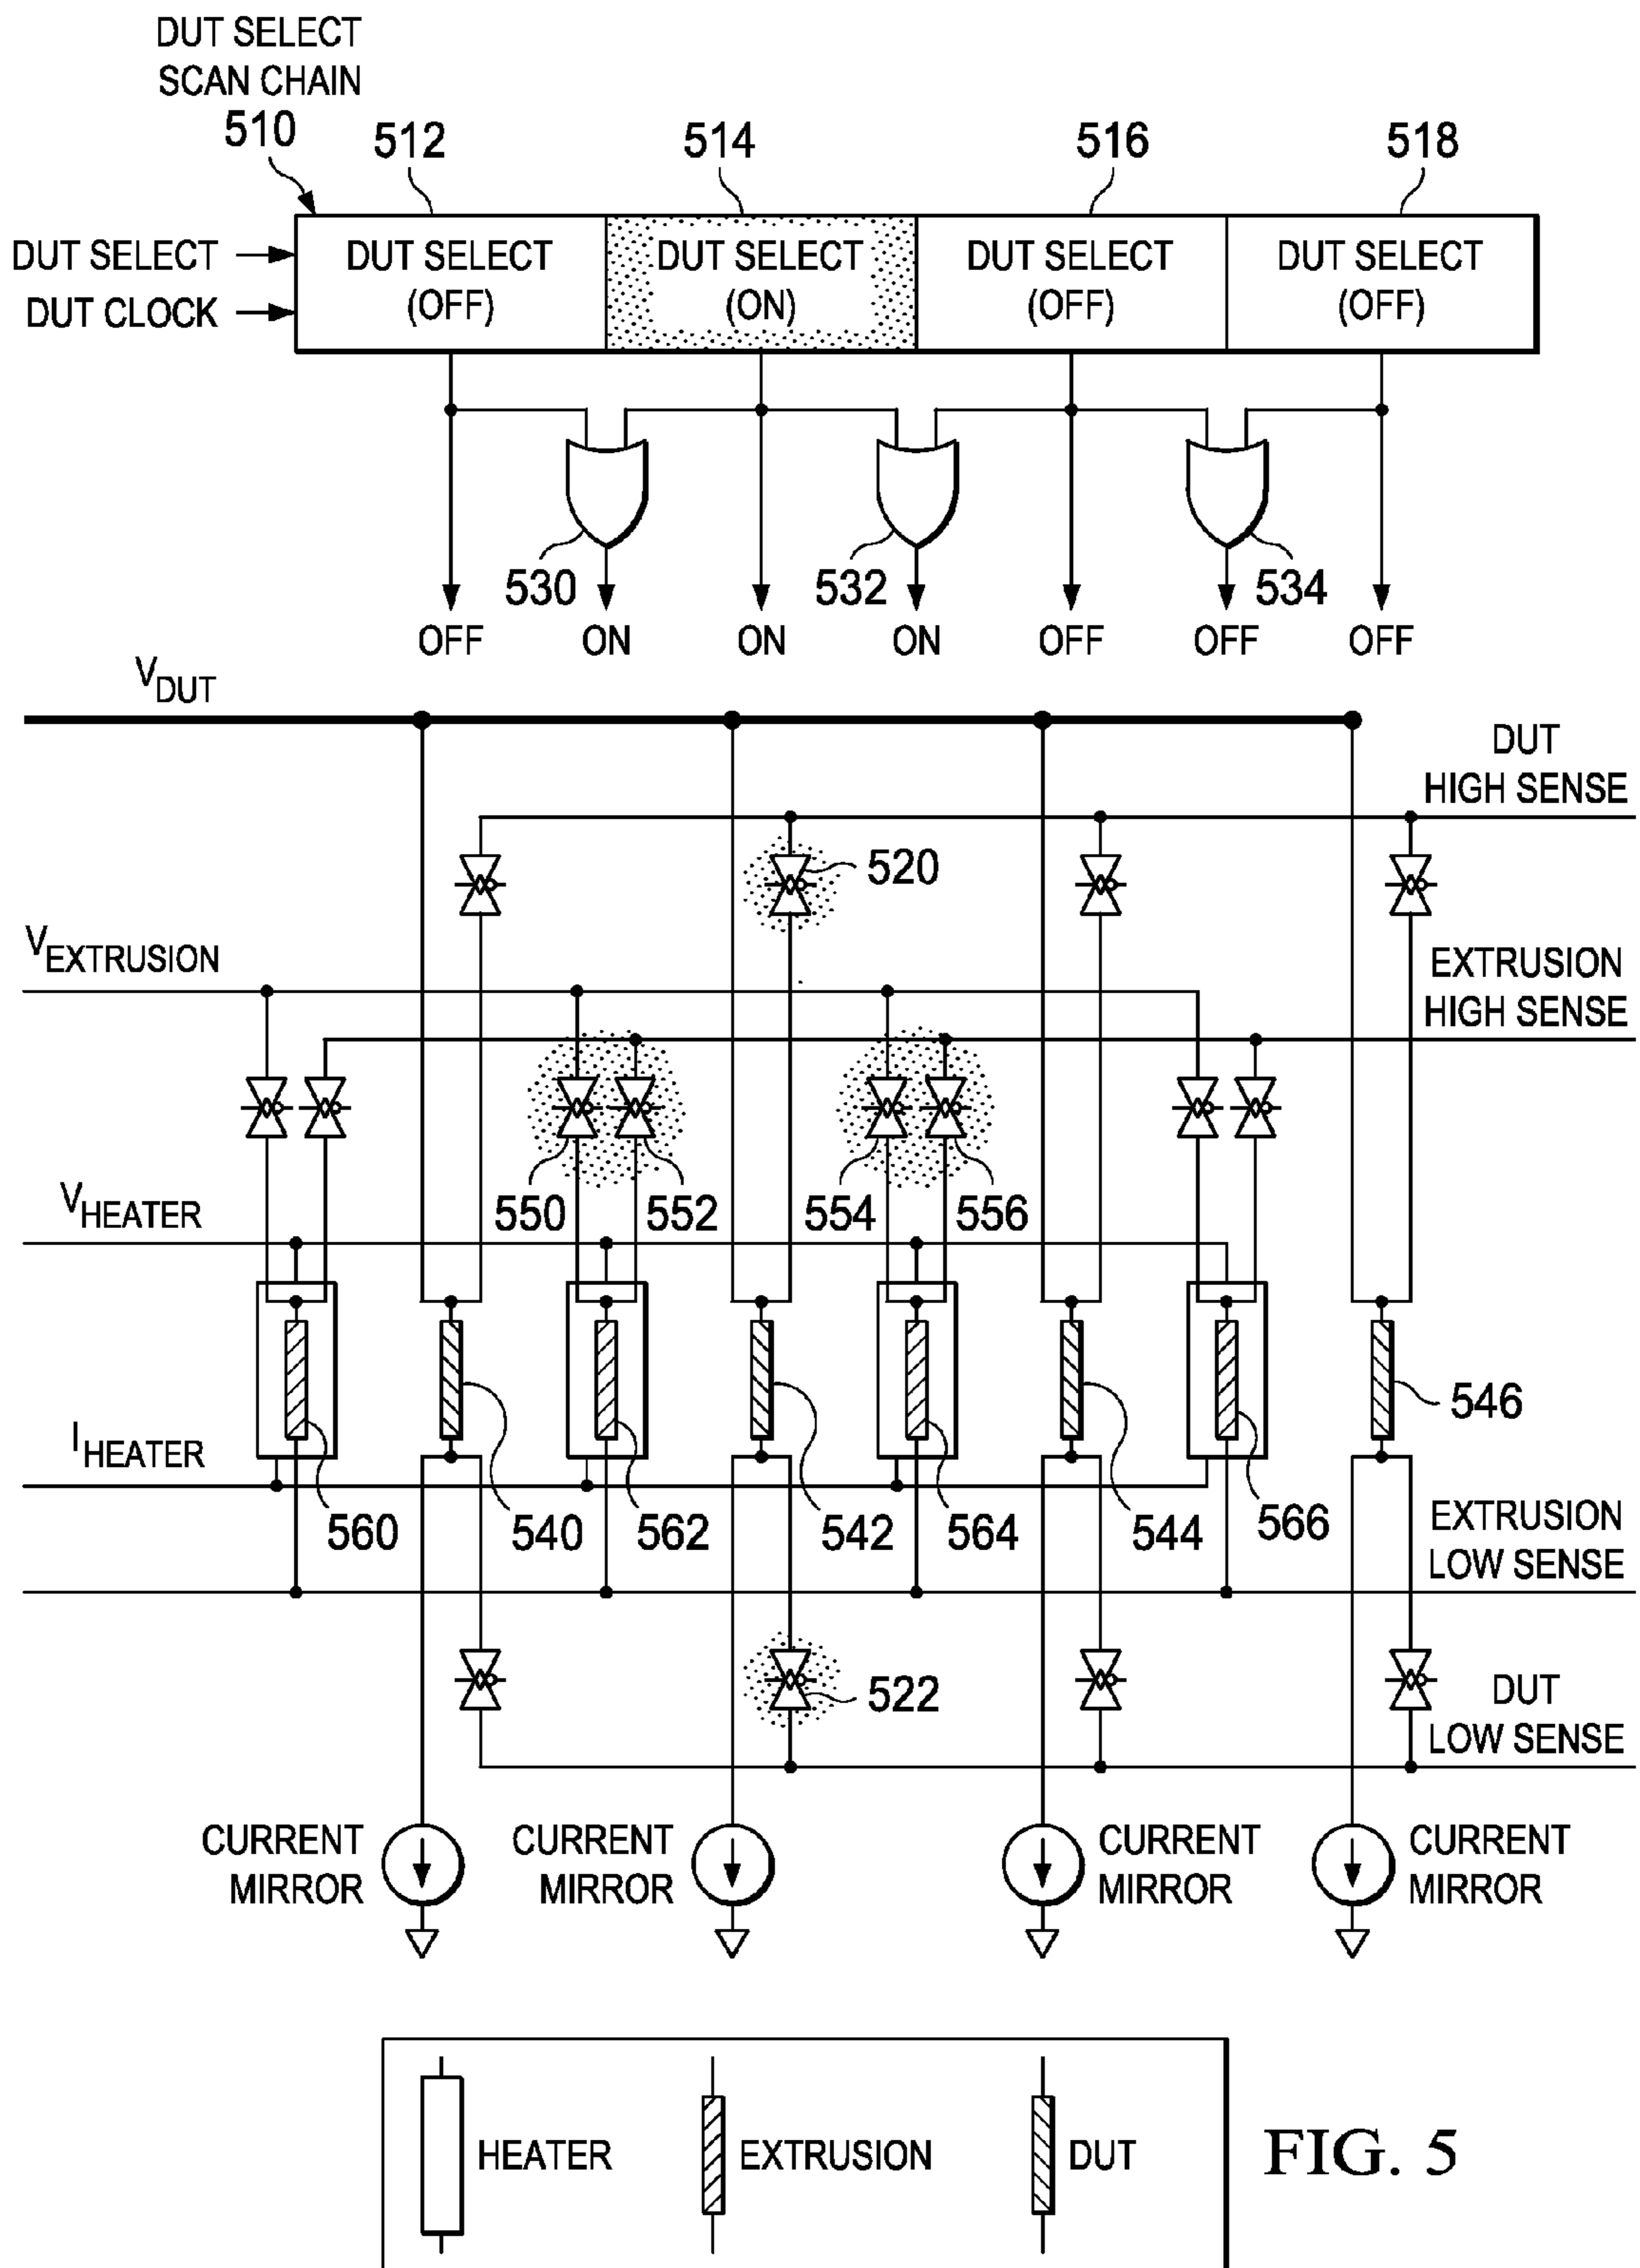 DUT SELECT
SCAN CHAIN
510
512
514
516
518
DUT SELECT
DUT CLOCK
DUT SELECT
(OFF)
DUT SELECT
(ON)
DUT SELECT
(OFF)
DUT SELECT
(OFF)
530
532
534
OFF
ON
ON
ON
OFF
OFF
OFF
VDUT
DUT
HIGH SENSE
520
VEXTRUSION
EXTRUSION
HIGH SENSE
550
552
554
556
VHEATER
546
IHEATER
560
540
562
542
564
544
566
EXTRUSION
LOW SENSE
522
DUT
LOW SENSE
CURRENT
MIRROR
CURRENT
MIRROR
CURRENT
MIRROR
CURRENT
MIRROR
HEATER
EXTRUSION
DUT
FIG. 5